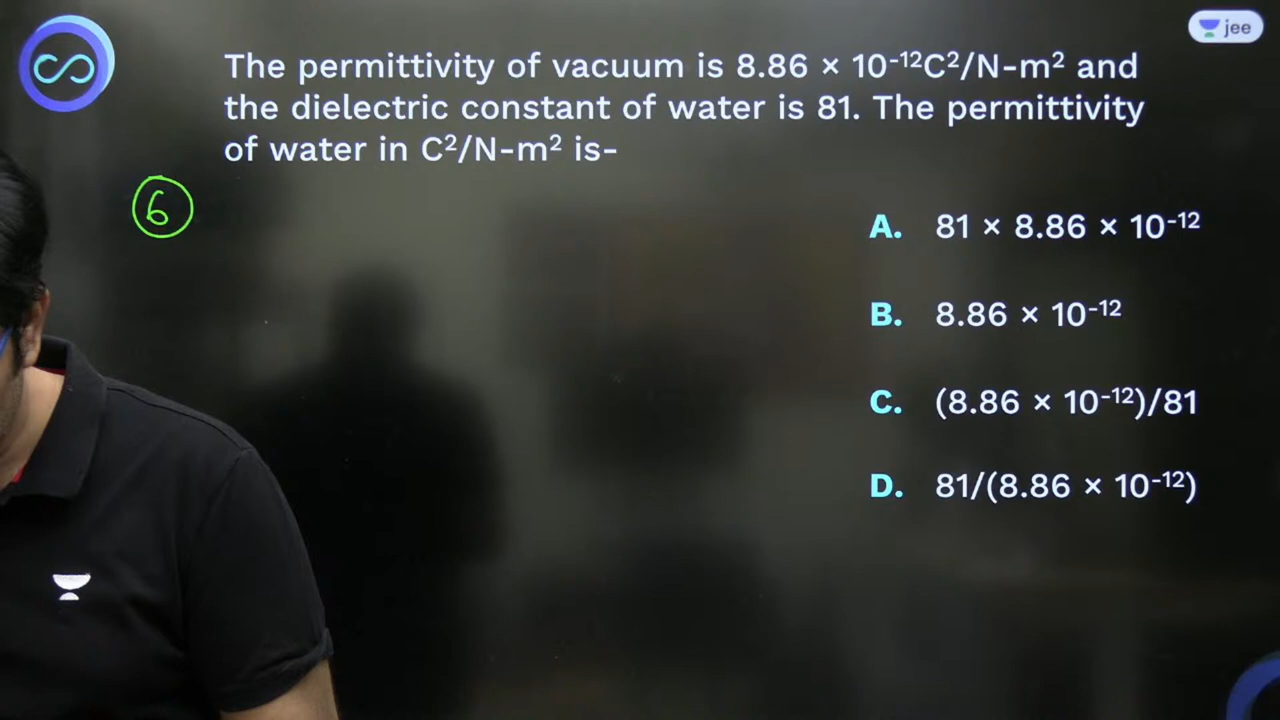 jee
The permittivity of vacuum is 8.86 × 10⁻¹²C²/N-m² and
the dielectric constant of water is 81. The permittivity
of water in C²/N-m² is-
6
A. 81 × 8.86 × 10⁻¹²
B. 8.86 × 10⁻¹²
C. (8.86 × 10⁻¹²)/81
D. 81/(8.86 × 10⁻¹²)